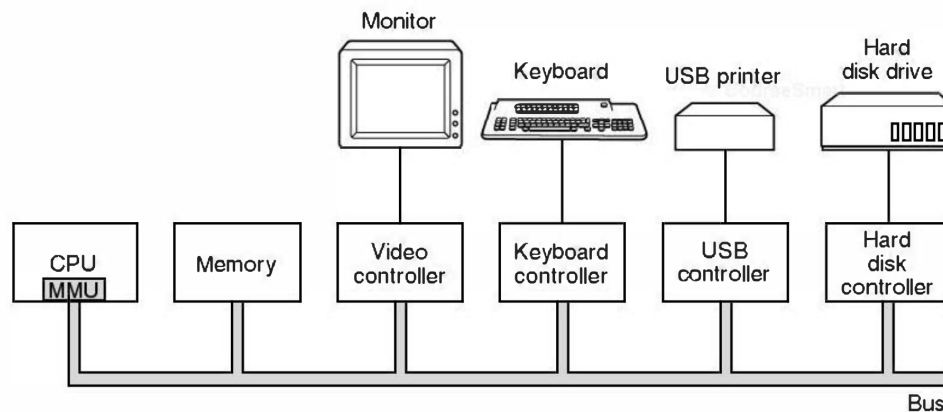 Monitor
Keyboard
USB printer
Hard
disk drive
CourseSmart
CPU
MMU
Memory
Video
controller
Keyboard
controller
USB
controller
Hard
disk
controller
Bus